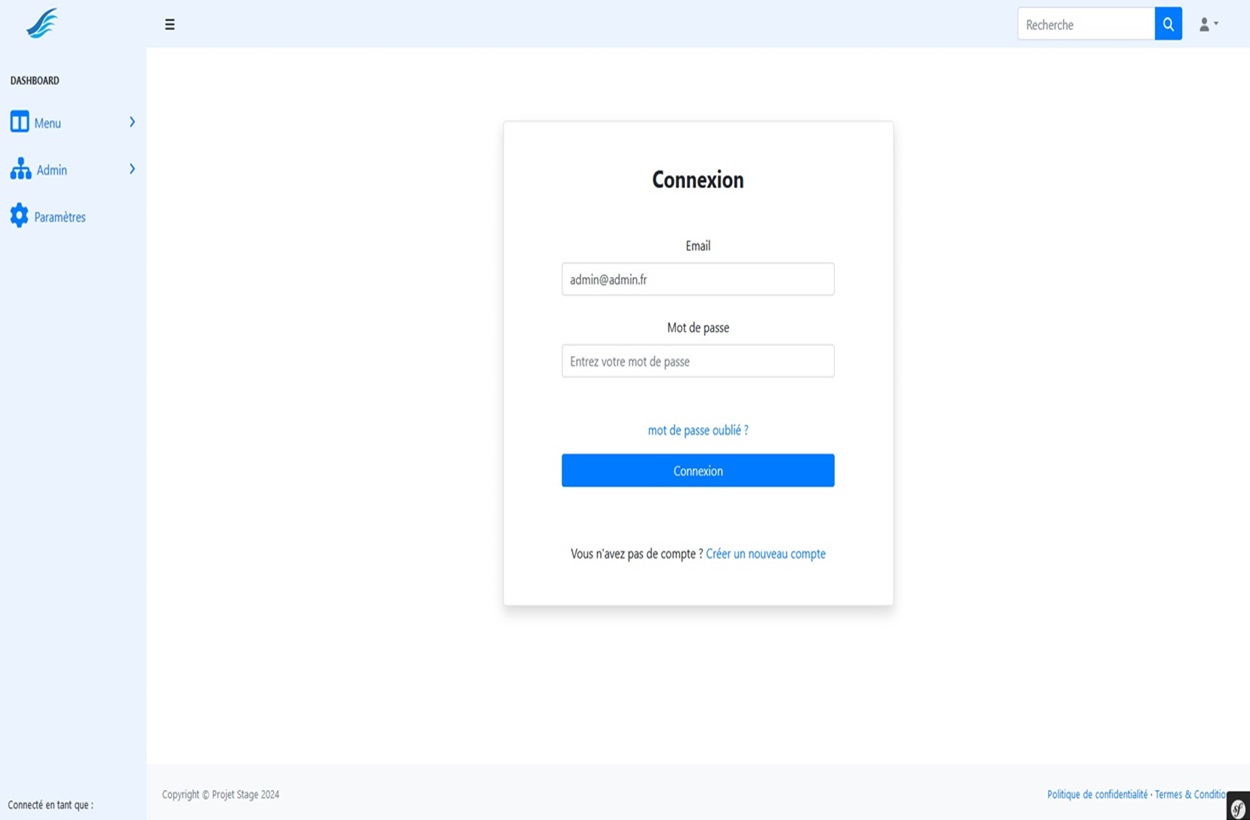 Recherche
DASHBOARD
Menu
Admin
Paramètres
Connexion
Email
admin@admin.fr
Mot de passe
Entrez votre mot de passe
mot de passe oublié ?
Connexion
Vous n'avez pas de compte ? Créer un nouveau compte
Connecté en tant que :
Copyright © Projet Stage 2024
Politique de confidentialité · Termes & Conditio
sf